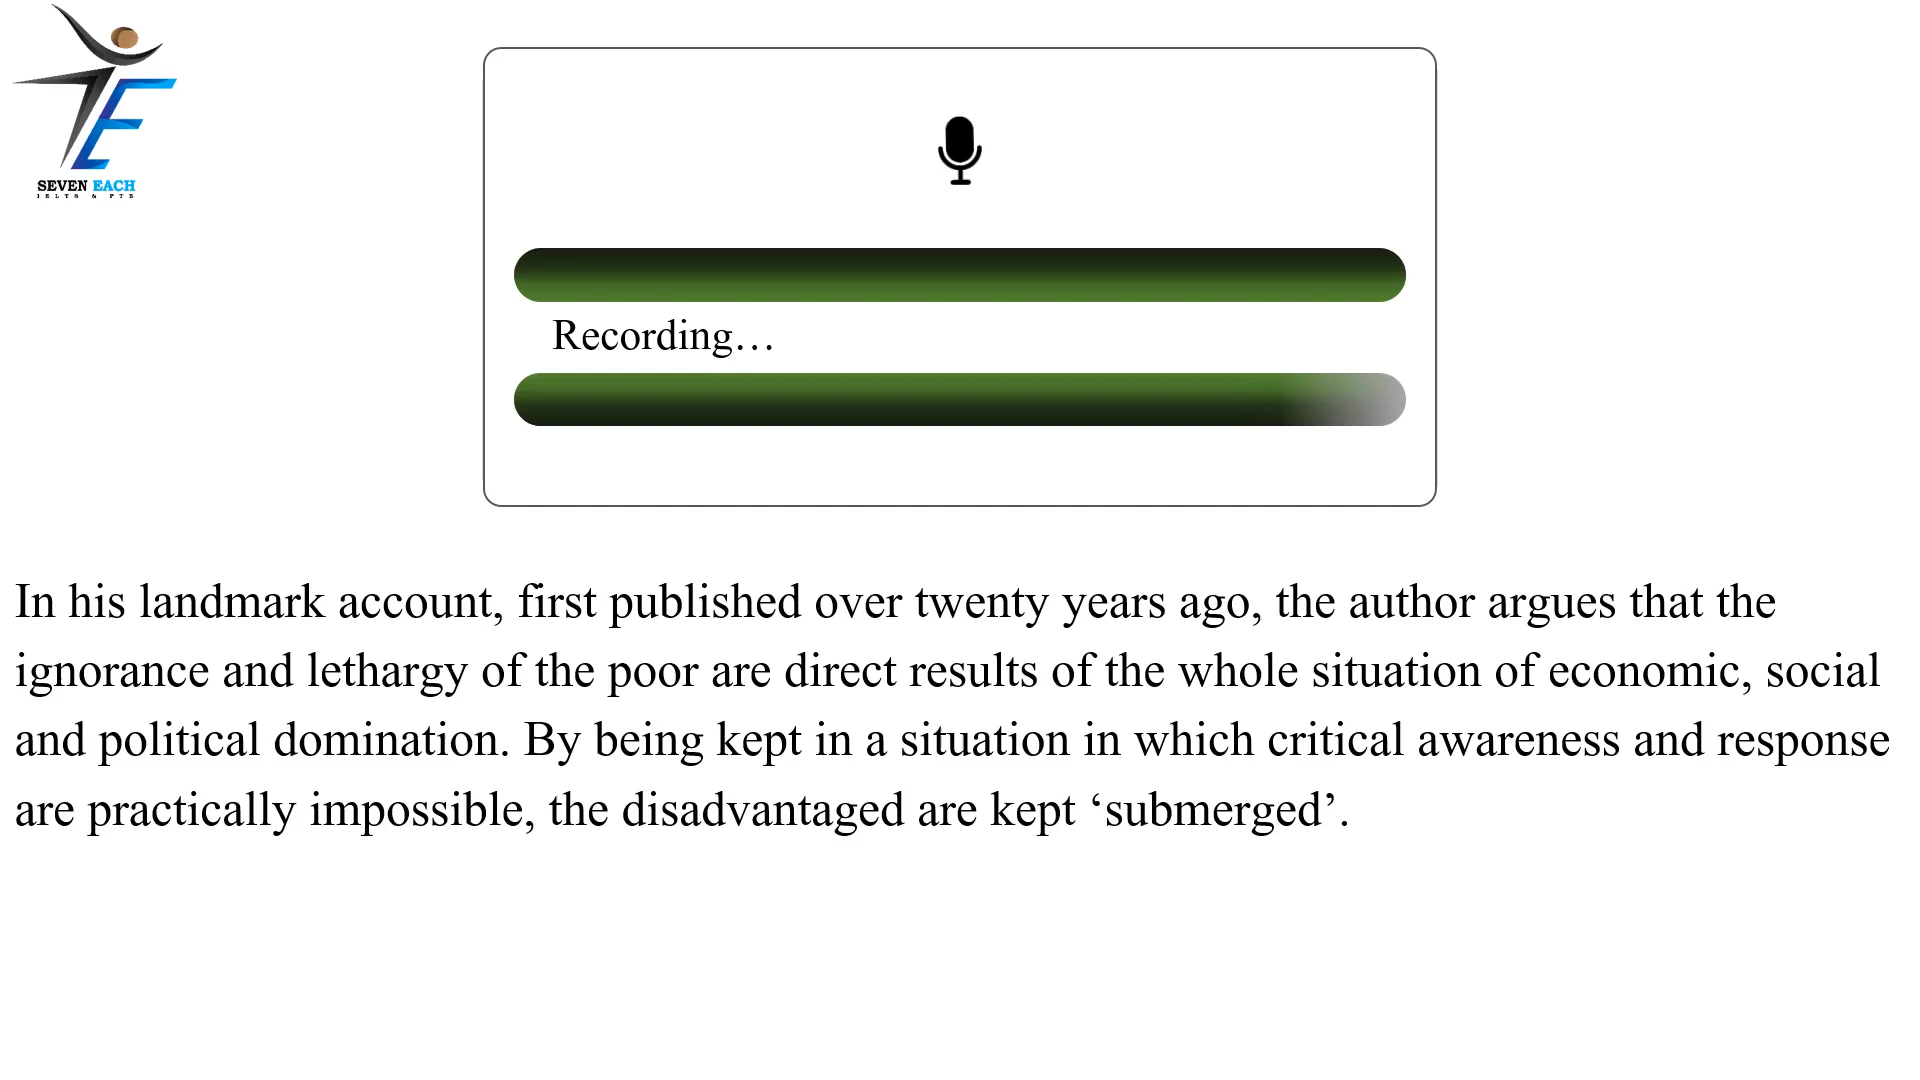 SEVEN EACH
IELTS & PTE
Recording…
In his landmark account, first published over twenty years ago, the author argues that the
ignorance and lethargy of the poor are direct results of the whole situation of economic, social
and political domination. By being kept in a situation in which critical awareness and response
are practically impossible, the disadvantaged are kept ‘submerged’.